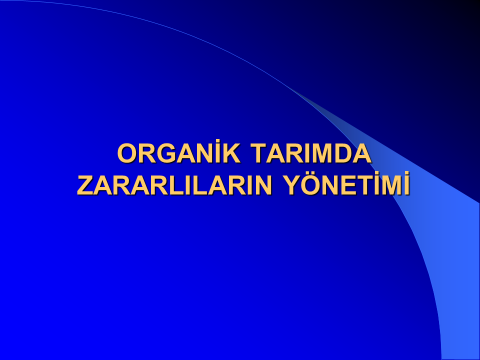 ORGANİK TARIMDA
ZARARLILARIN YÖNETİMİ